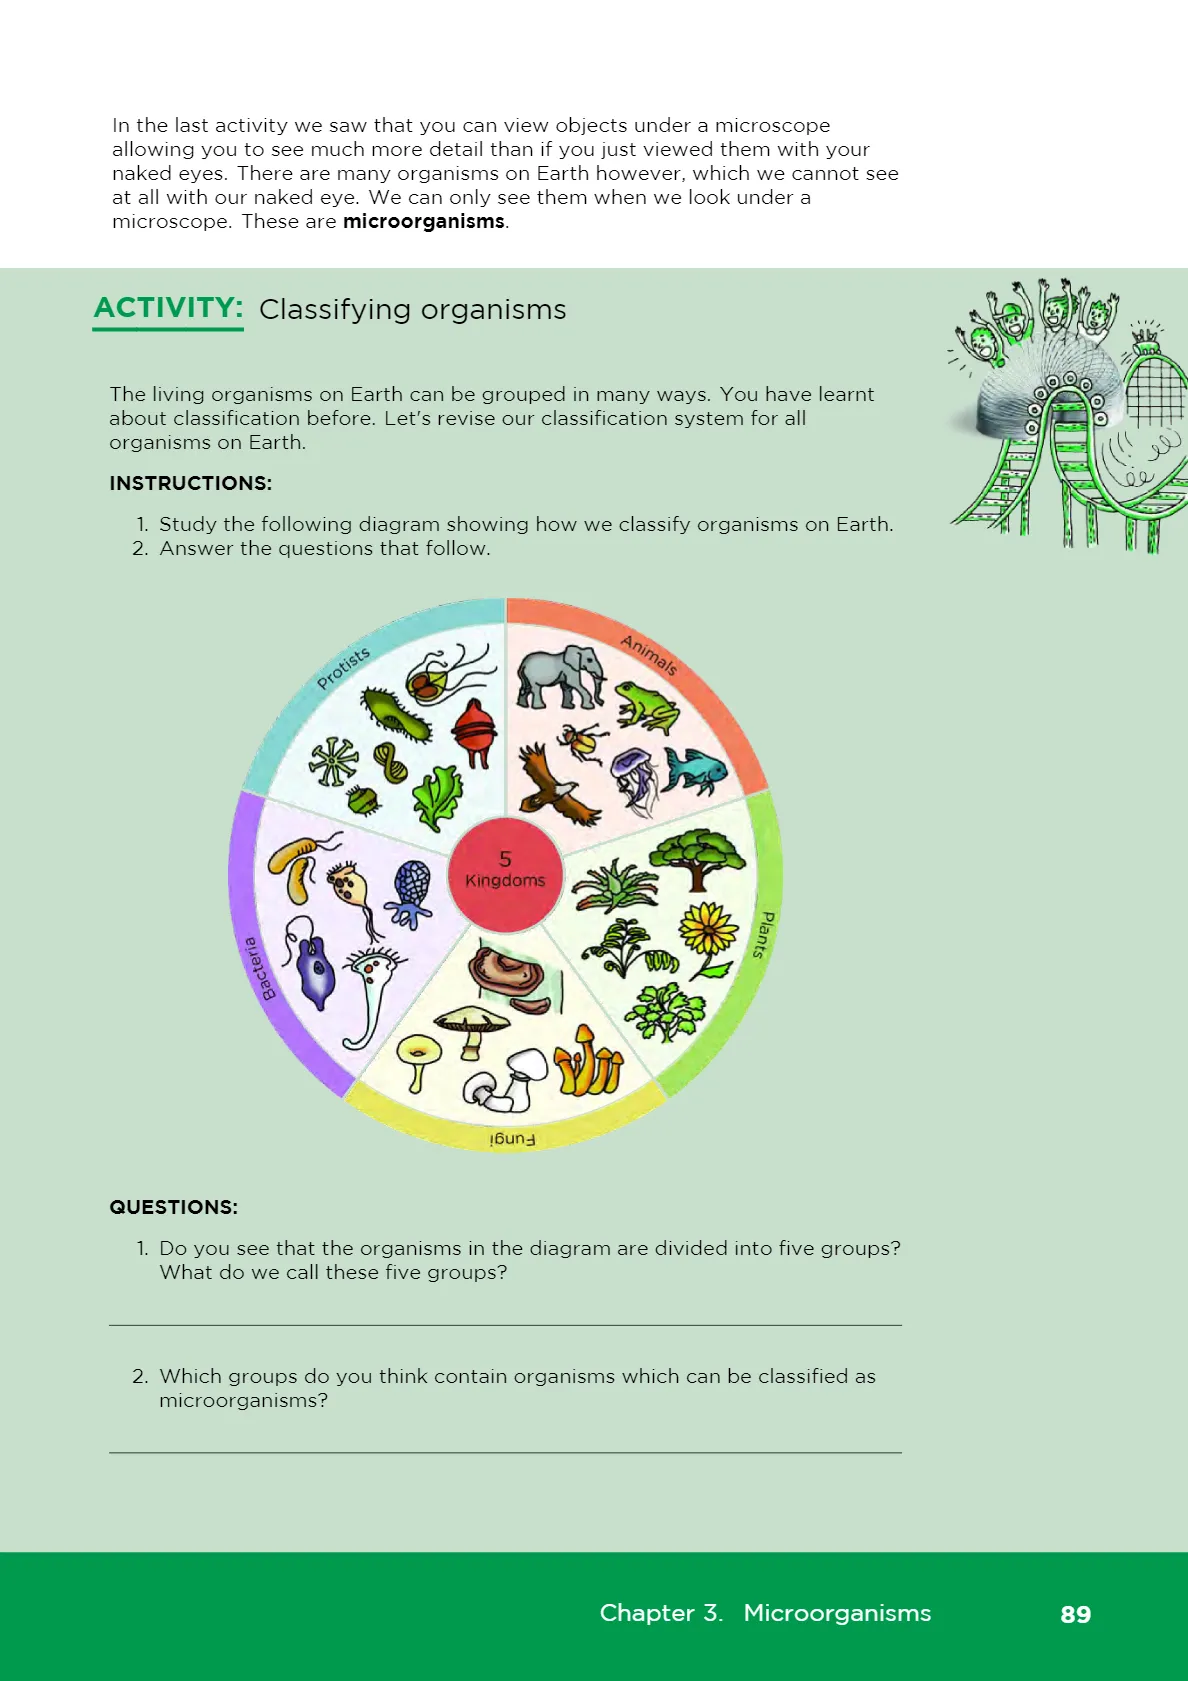 In the last activity we saw that you can view objects under a microscope
allowing you to see much more detail than if you just viewed them with your
naked eyes. There are many organisms on Earth however, which we cannot see
at all with our naked eye. We can only see them when we look under a
microscope. These are microorganisms.
ACTIVITY: Classifying organisms
The living organisms on Earth can be grouped in many ways. You have learnt
about classification before. Let's revise our classification system for all
organisms on Earth.
INSTRUCTIONS:
1. Study the following diagram showing how we classify organisms on Earth.
2. Answer the questions that follow.
Protists
Animals
5
Kingdoms
Bacteria
Plants
Fungi
QUESTIONS:
1. Do you see that the organisms in the diagram are divided into five groups?
What do we call these five groups?
2. Which groups do you think contain organisms which can be classified as
microorganisms?
Chapter 3. Microorganisms 89